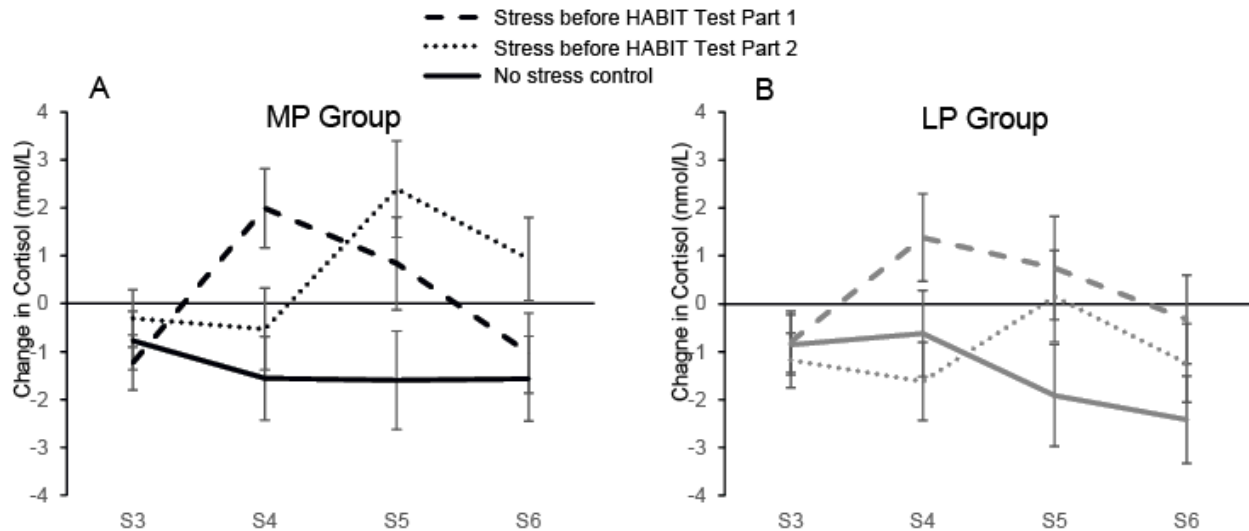 Stress before HABIT Test Part 1
Stress before HABIT Test Part 2
No stress control
A
MP Group
Change in Cortisol (nmol/L)
4
3
2
1
0
-1
-2
-3
-4
S3 S4 S5 S6
B
LP Group
Chagne in Cortisol (nmol/L)
4
3
2
1
0
-1
-2
-3
-4
S3 S4 S5 S6